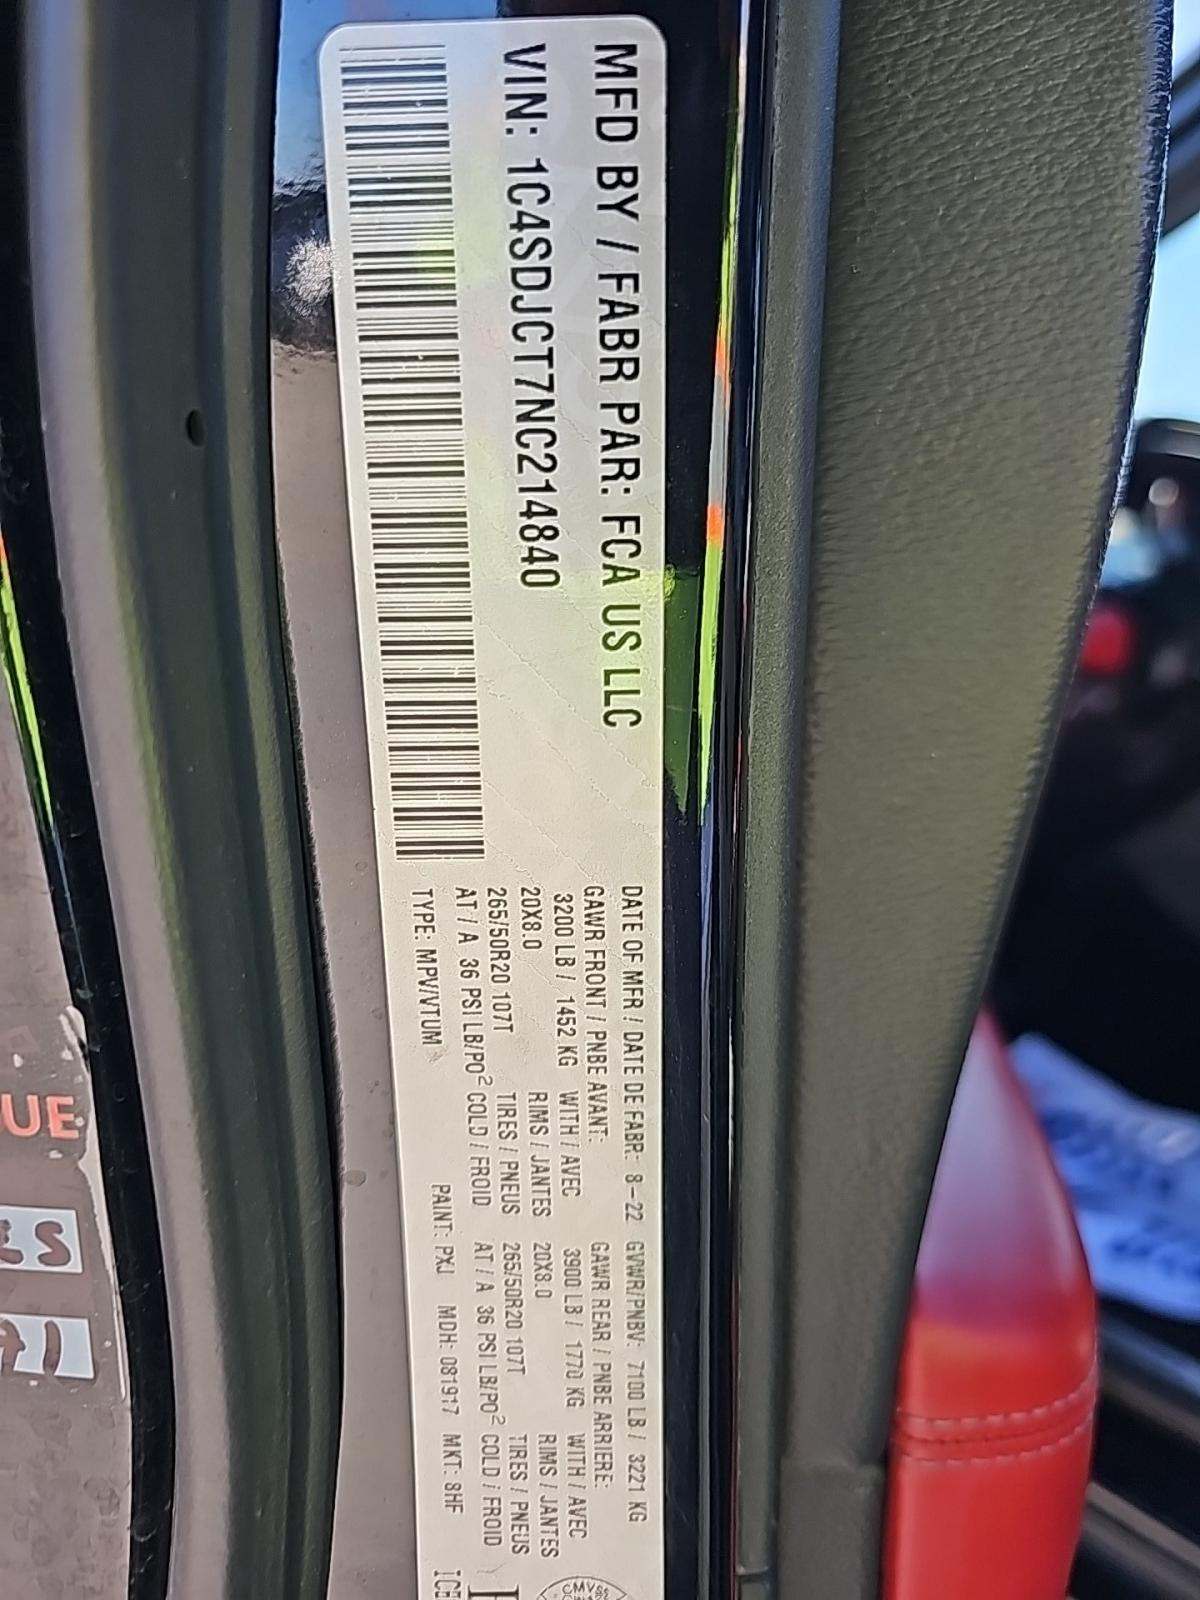 MFD BY / FABR PAR: FCA US LLC
VIN: 1C4SDJCT7NC214840
DATE OF MFR / DATE DE FABR: 8-22 GVWR/PNBV: 7100 LB / 3221 KG
GAWR FRONT / PNBE AVANT: GAWR REAR / PNBE ARRIERE:
3200 LB / 1452 KG WITH / AVEC 3900 LB / 1770 KG WITH / AVEC
20X8.0 RIMS / JANTES 20X8.0 RIMS / JANTES
265/50R20 107T TIRES / PNEUS 265/50R20 107T TIRES / PNEUS
AT / A 36 PSI LB/PO² COLD / FROID AT / A 36 PSI LB/PO² COLD / FROID
TYPE: MPV/VTUM PAINT: PXJ MDH: 081917 MKT: 8HF
CMVSS
UE